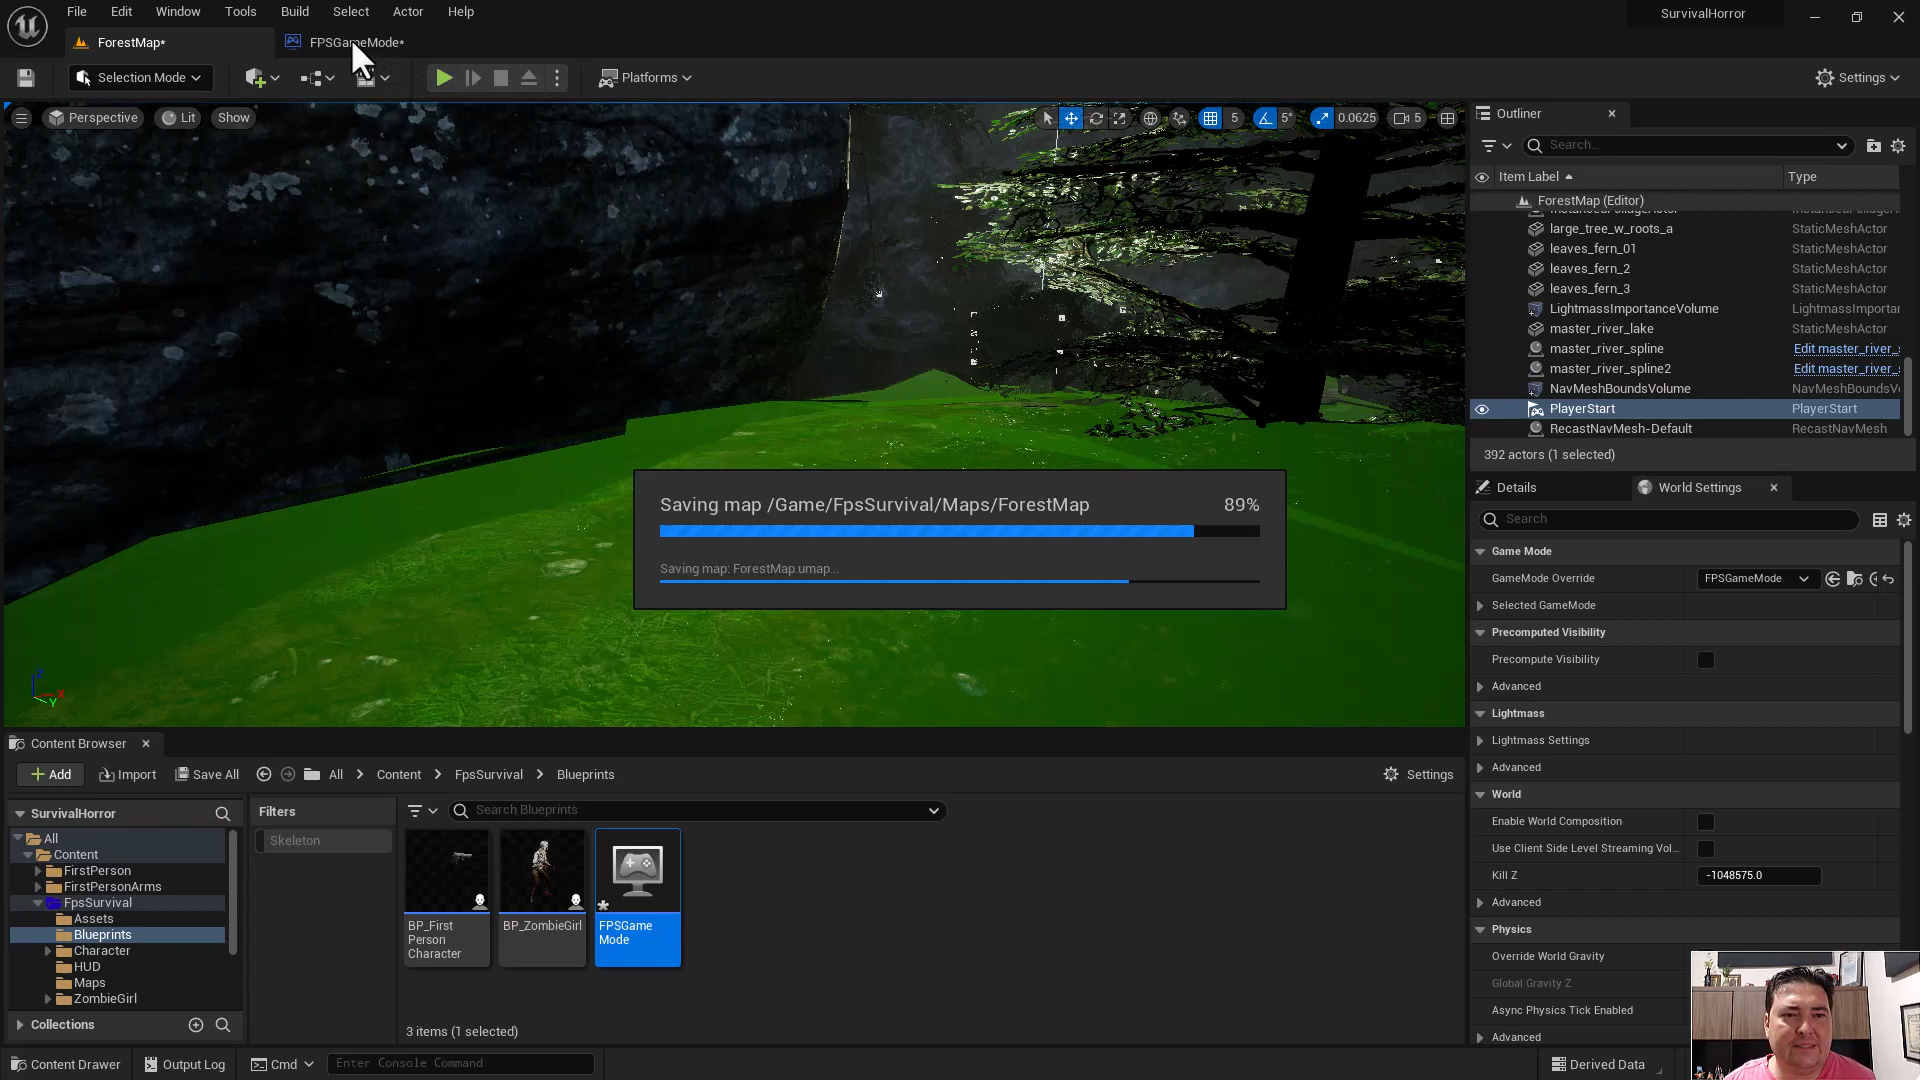 File Edit Window Tools Build Select Actor Help
SurvivalHorror
ForestMap* FPSGameMode*
Selection Mode Platforms Settings
Perspective Lit Show
5 5° 0.0625 5
Outliner
Search...
Item Label Type
ForestMap (Editor)
large_tree_w_roots_a StaticMeshActor
leaves_fern_01 StaticMeshActor
leaves_fern_2 StaticMeshActor
leaves_fern_3 StaticMeshActor
LightmassImportanceVolume LightmassImportar
master_river_lake StaticMeshActor
master_river_spline Edit master_river_s
master_river_spline2 Edit master_river_s
NavMeshBoundsVolume NavMeshBoundsVo
PlayerStart PlayerStart
RecastNavMesh-Default RecastNavMesh
392 actors (1 selected)
Details World Settings
Search
Game Mode
GameMode Override FPSGameMode
Selected GameMode
Precomputed Visibility
Precompute Visibility
Advanced
Lightmass
Lightmass Settings
Advanced
World
Enable World Composition
Use Client Side Level Streaming Vol...
Kill Z -1048575.0
Advanced
Physics
Override World Gravity
Global Gravity Z
Async Physics Tick Enabled
Advanced
Saving map /Game/FpsSurvival/Maps/ForestMap 89%
Saving map: ForestMap.umap...
Z
X
Y
Content Browser
Add Import Save All All Content FpsSurvival Blueprints Settings
SurvivalHorror
All
Content
FirstPerson
FirstPersonArms
FpsSurvival
Assets
Blueprints
Character
HUD
Maps
ZombieGirl
Collections
Filters
Skeleton
Search Blueprints
BP_First
Person
Character
BP_ZombieGirl
FPSGame
Mode
3 items (1 selected)
Content Drawer Output Log Cmd Enter Console Command Derived Data